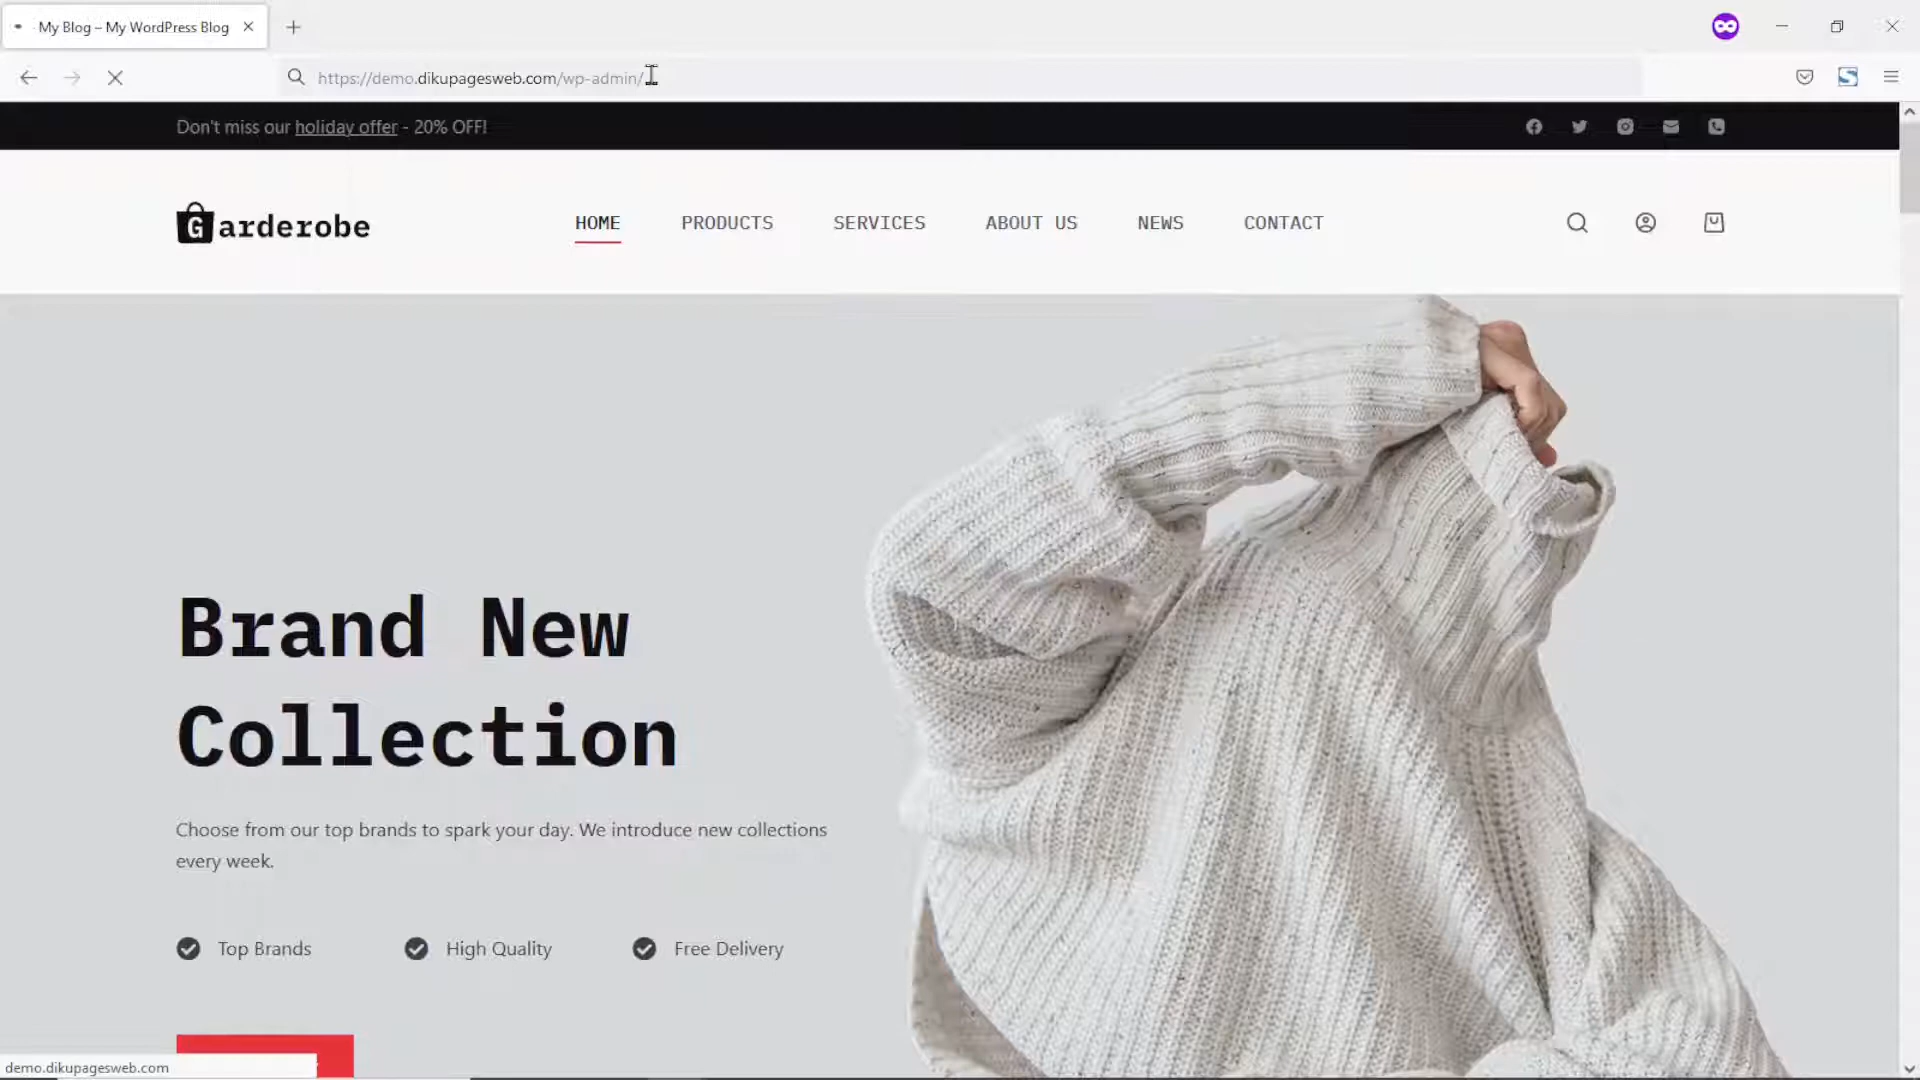 My Blog – My WordPress Blog
https://demo.dikupagesweb.com/wp-admin/
Don't miss our holiday offer - 20% OFF!
Garderobe
HOME PRODUCTS SERVICES ABOUT US NEWS CONTACT
Brand New
Collection
Choose from our top brands to spark your day. We introduce new collections
every week.
Top Brands High Quality Free Delivery
demo.dikupagesweb.com